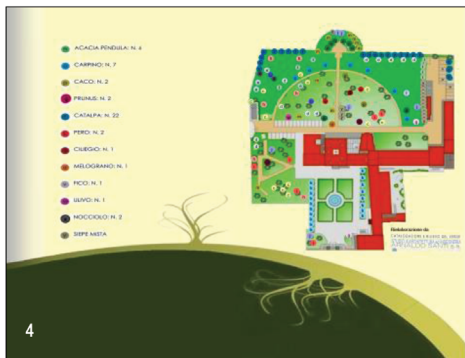 ACACIA PENDULA: N. 6
CARPINO: N. 7
CACO: N. 2
PRUNUS: N. 2
CATALPA: N. 22
PERO: N. 2
CILIEGIO: N. 1
MELOGRANO: N. 1
FICO: N. 1
ULIVO: N. 1
NOCCIOLO: N. 2
SIEPE MISTA
4